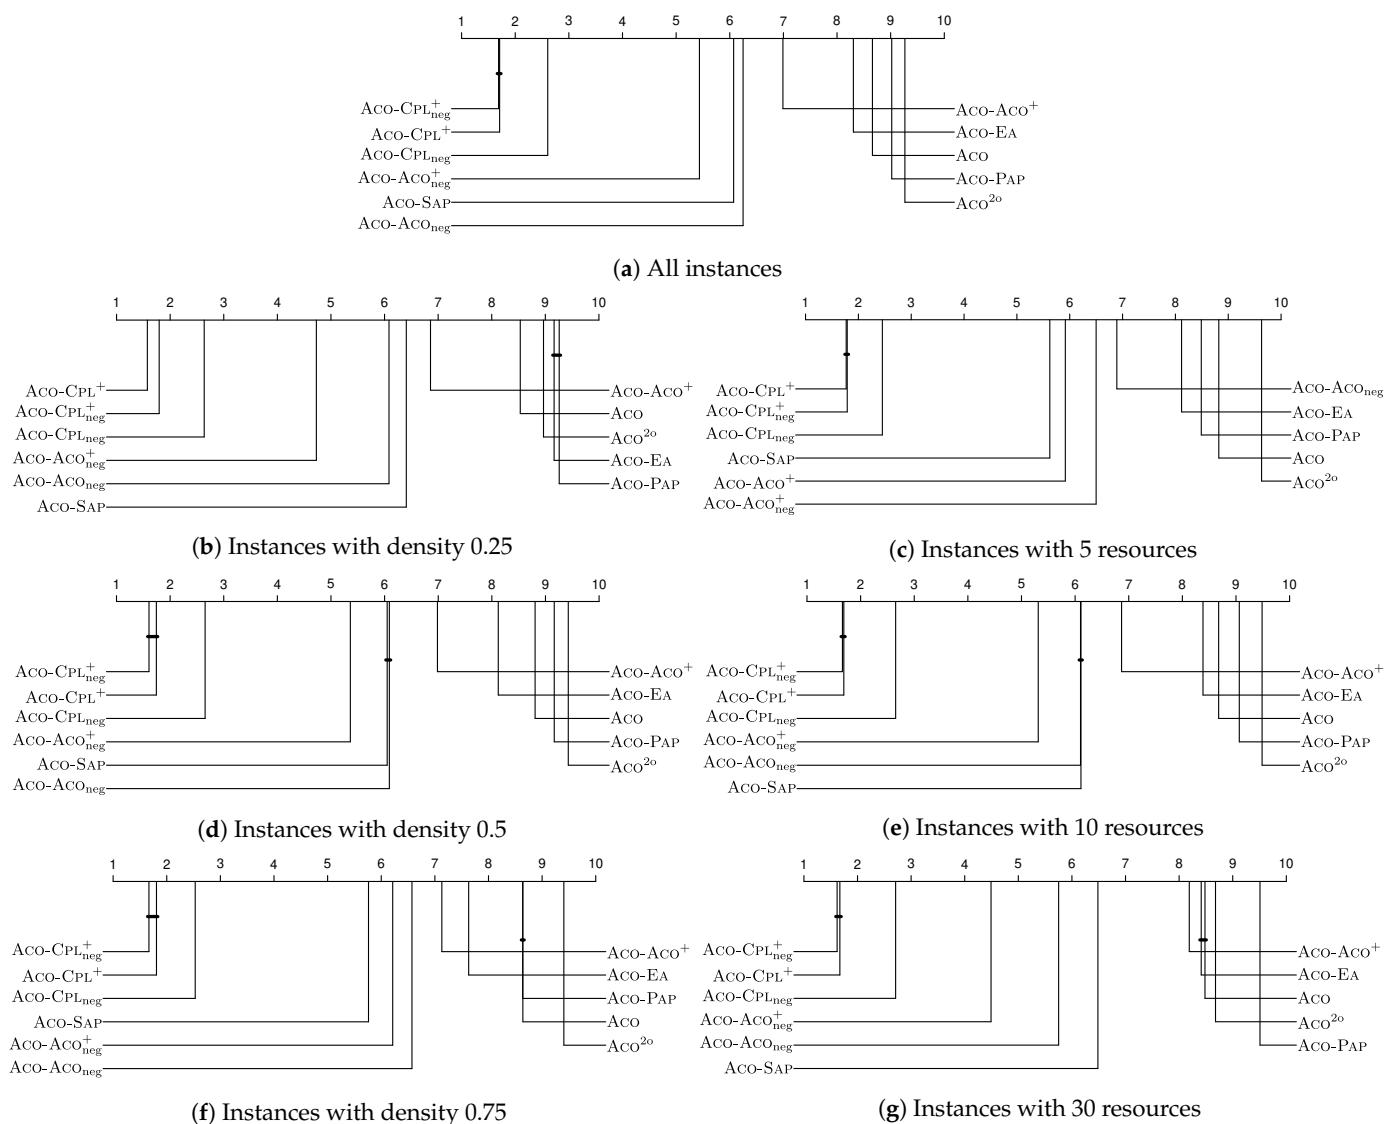 1 2 3 4 5 6 7 8 9 10
ACO-CPL⁺neg
ACO-CPL⁺
ACO-CPLneg
ACO-ACO⁺neg
ACO-SAP
ACO-ACOneg
ACO-ACO⁺
ACO-EA
ACO
ACO-PAP
ACO²ᵒ
(a) All instances
1 2 3 4 5 6 7 8 9 10
ACO-CPL⁺
ACO-CPL⁺neg
ACO-CPLneg
ACO-ACO⁺neg
ACO-ACOneg
ACO-SAP
ACO-ACO⁺
ACO
ACO²ᵒ
ACO-EA
ACO-PAP
(b) Instances with density 0.25
1 2 3 4 5 6 7 8 9 10
ACO-CPL⁺
ACO-CPL⁺neg
ACO-CPLneg
ACO-SAP
ACO-ACO⁺
ACO-ACO⁺neg
ACO-ACOneg
ACO-EA
ACO-PAP
ACO
ACO²ᵒ
(c) Instances with 5 resources
1 2 3 4 5 6 7 8 9 10
ACO-CPL⁺neg
ACO-CPL⁺
ACO-CPLneg
ACO-ACO⁺neg
ACO-SAP
ACO-ACOneg
ACO-ACO⁺
ACO-EA
ACO
ACO-PAP
ACO²ᵒ
(d) Instances with density 0.5
1 2 3 4 5 6 7 8 9 10
ACO-CPL⁺neg
ACO-CPL⁺
ACO-CPLneg
ACO-ACO⁺neg
ACO-ACOneg
ACO-SAP
ACO-ACO⁺
ACO-EA
ACO
ACO-PAP
ACO²ᵒ
(e) Instances with 10 resources
1 2 3 4 5 6 7 8 9 10
ACO-CPL⁺neg
ACO-CPL⁺
ACO-CPLneg
ACO-SAP
ACO-ACO⁺neg
ACO-ACOneg
ACO-ACO⁺
ACO-EA
ACO-PAP
ACO
ACO²ᵒ
(f) Instances with density 0.75
1 2 3 4 5 6 7 8 9 10
ACO-CPL⁺neg
ACO-CPL⁺
ACO-CPLneg
ACO-ACO⁺neg
ACO-ACOneg
ACO-SAP
ACO-ACO⁺
ACO-EA
ACO
ACO²ᵒ
ACO-PAP
(g) Instances with 30 resources